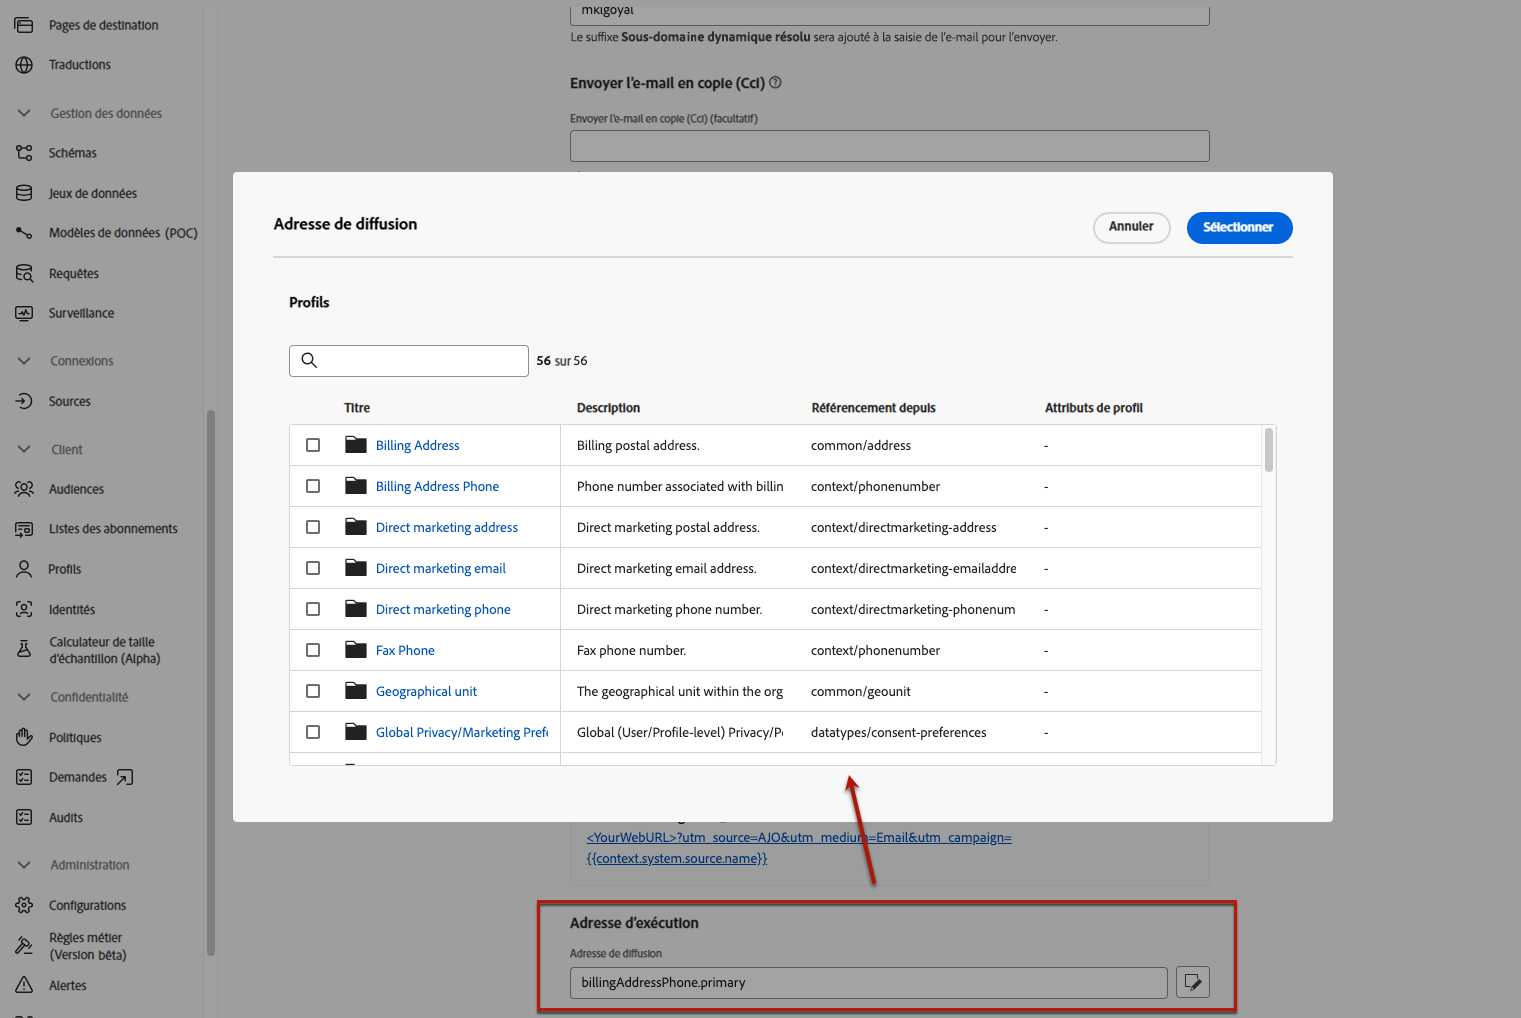 Pages de destination
Traductions
Gestion des données
Schémas
Jeux de données
Modèles de données (POC)
Requêtes
Surveillance
Connexions
Sources
Client
Audiences
Listes des abonnements
Profils
Identités
Calculateur de taille
d'échantillon (Alpha)
Confidentialité
Politiques
Demandes
Audits
Administration
Configurations
Règles métier
(Version bêta)
Alertes
mklgoyal
Le suffixe Sous-domaine dynamique résolu sera ajouté à la saisie de l'e-mail pour l'envoyer.
Envoyer l'e-mail en copie (Cci)
Envoyer l'e-mail en copie (Cci) (facultatif)
Adresse de diffusion
Annuler
Sélectionner
Profils
56 sur 56
Titre Description Référencement depuis Attributs de profil
Billing Address Billing postal address. common/address -
Billing Address Phone Phone number associated with billin context/phonenumber -
Direct marketing address Direct marketing postal address. context/directmarketing-address -
Direct marketing email Direct marketing email address. context/directmarketing-emailaddre -
Direct marketing phone Direct marketing phone number. context/directmarketing-phonenum -
Fax Phone Fax phone number. context/phonenumber -
Geographical unit The geographical unit within the org common/geounit -
Global Privacy/Marketing Prefe Global (User/Profile-level) Privacy/P datatypes/consent-preferences -
<YourWebURL>?utm_source=AJO&utm_medium=Email&utm_campaign=
{{context.system.source.name}}
Adresse d'exécution
Adresse de diffusion
billingAddressPhone.primary